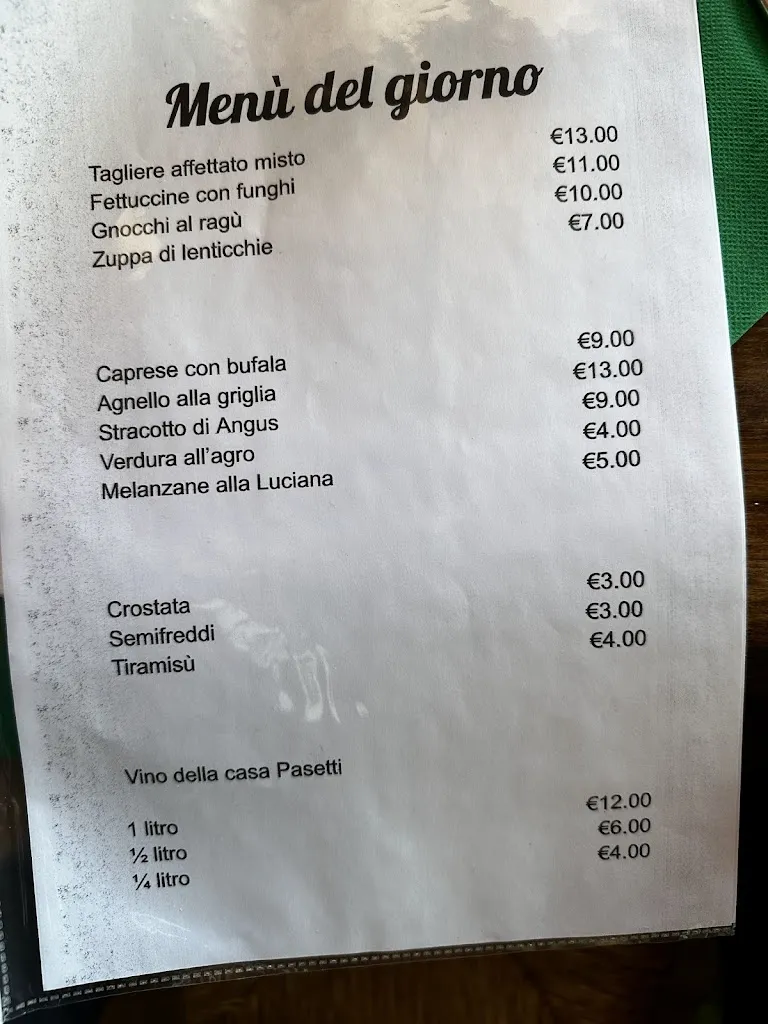 Menù del giorno
Tagliere affettato misto €13.00
Fettuccine con funghi €11.00
Gnocchi al ragù €10.00
Zuppa di lenticchie €7.00
Caprese con bufala €9.00
Agnello alla griglia €13.00
Stracotto di Angus €9.00
Verdura all'agro €4.00
Melanzane alla Luciana €5.00
Crostata €3.00
Semifreddi €3.00
Tiramisù €4.00
Vino della casa Pasetti
1 litro €12.00
½ litro €6.00
¼ litro €4.00